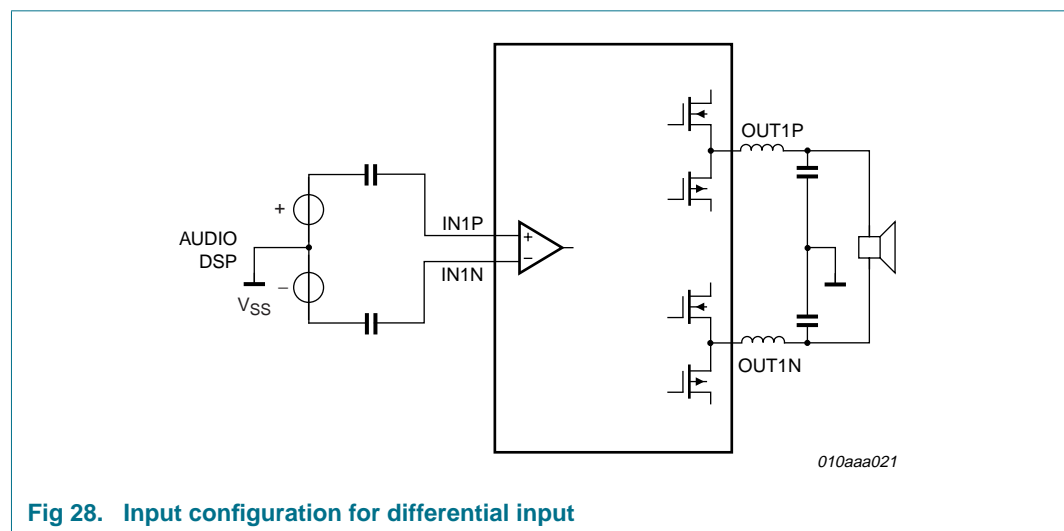 OUT1P
IN1P
+
+
AUDIO
DSP
−
IN1N
−
VSS
OUT1N
010aaa021
Fig 28. Input configuration for differential input